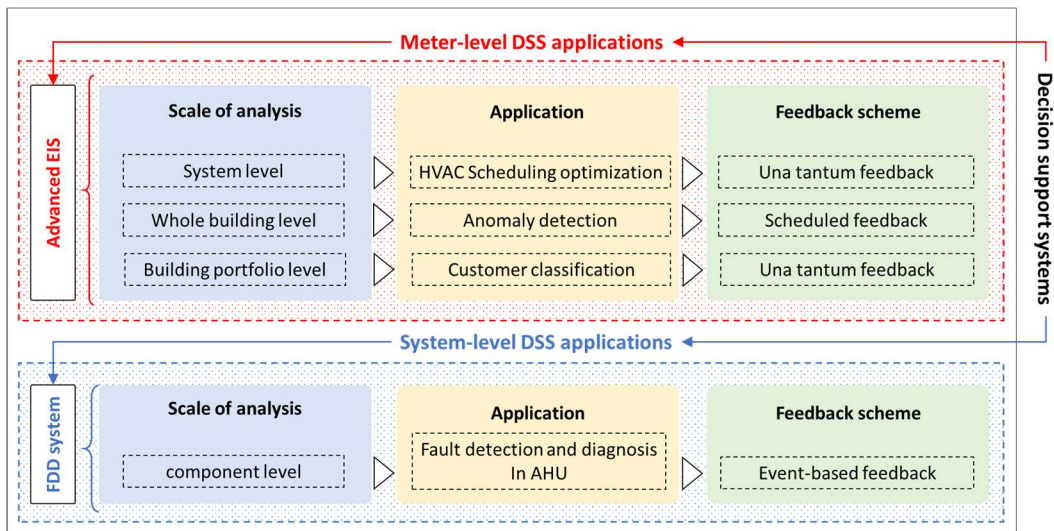 Meter-level DSS applications
Decision support systems
Advanced EIS
Scale of analysis
Application
Feedback scheme
System level
HVAC Scheduling optimization
Una tantum feedback
Whole building level
Anomaly detection
Scheduled feedback
Building portfolio level
Customer classification
Una tantum feedback
System-level DSS applications
FDD system
Scale of analysis
Application
Feedback scheme
component level
Fault detection and diagnosis
In AHU
Event-based feedback